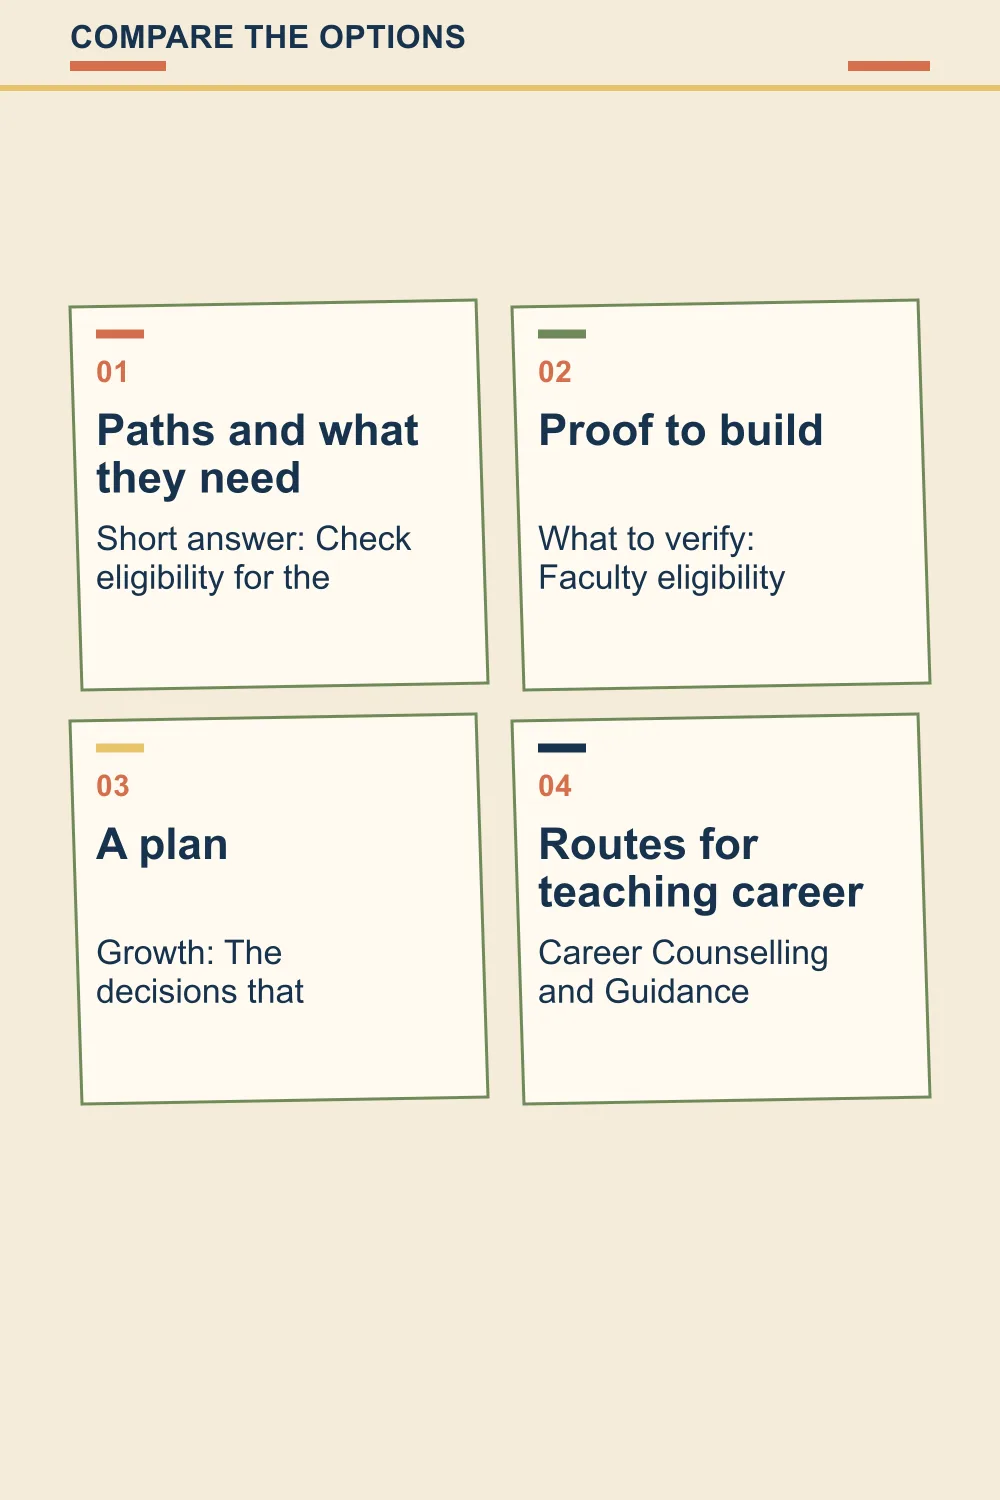 COMPARE THE OPTIONS
01
Paths and what
they need
Short answer: Check
eligibility for the
02
Proof to build
What to verify:
Faculty eligibility
03
A plan
Growth: The
decisions that
04
Routes for
teaching career
Career Counselling
and Guidance